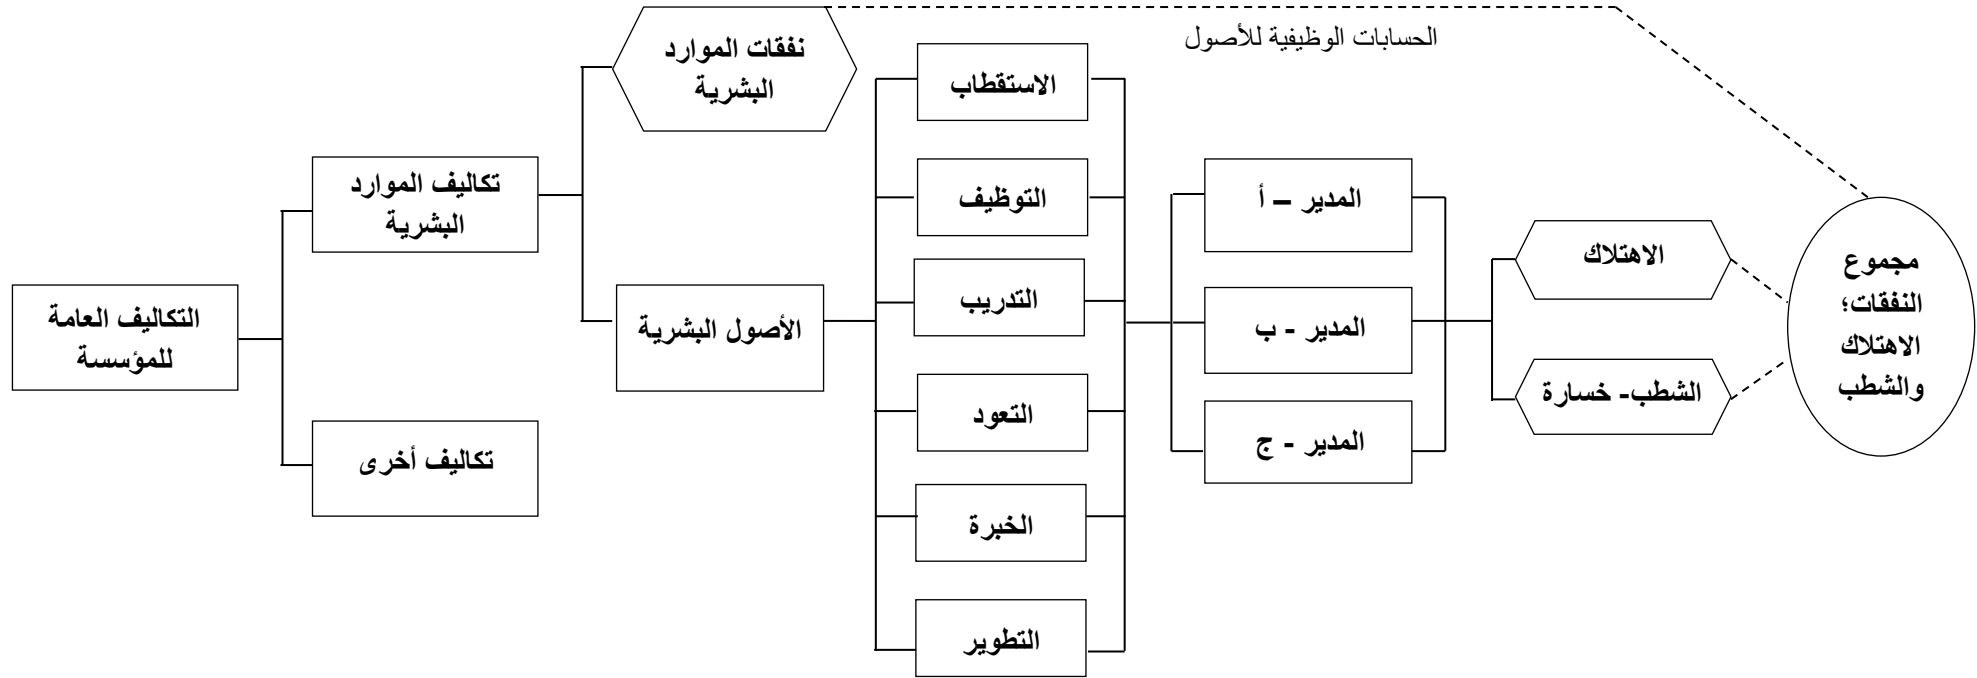 الحسابات الوظيفية للأصول
التكاليف العامة
للمؤسسة
تكاليف الموارد
البشرية
تكاليف أخرى
نفقات الموارد
البشرية
الأصول البشرية
الاستقطاب
التوظيف
التدريب
التعود
الخبرة
التطوير
المدير – أ
المدير - ب
المدير - ج
الاهتلاك
الشطب- خسارة
مجموع
النفقات؛
الاهتلاك
والشطب